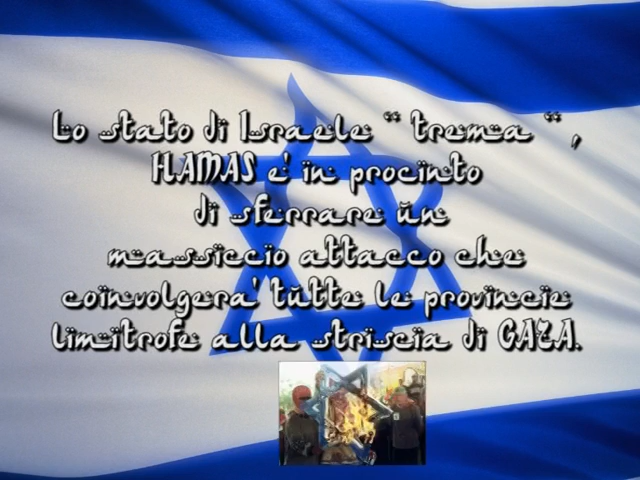 Lo stato di Israele " trema " ,
HAMAS e' in procinto
di sferrare un
massiccio attacco che
coinvolgera' tutte le provincie
limitrofe alla striscia di GAZA.